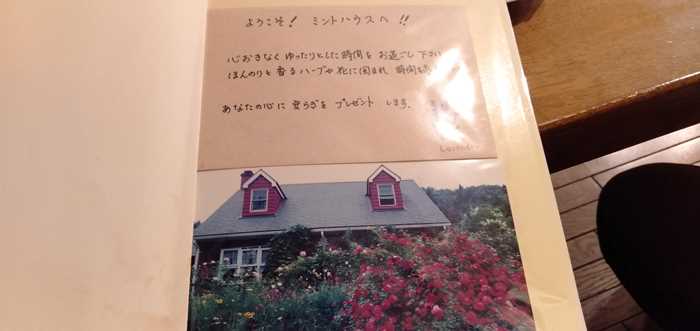 ようこそ! ミントハウスへ !!
心おきなく ゆったりとした時間を お過ごし下さい
ほんのりと香るハーブや花に囲まれ 時間を
あなたの心に 安らぎを プレゼント します。